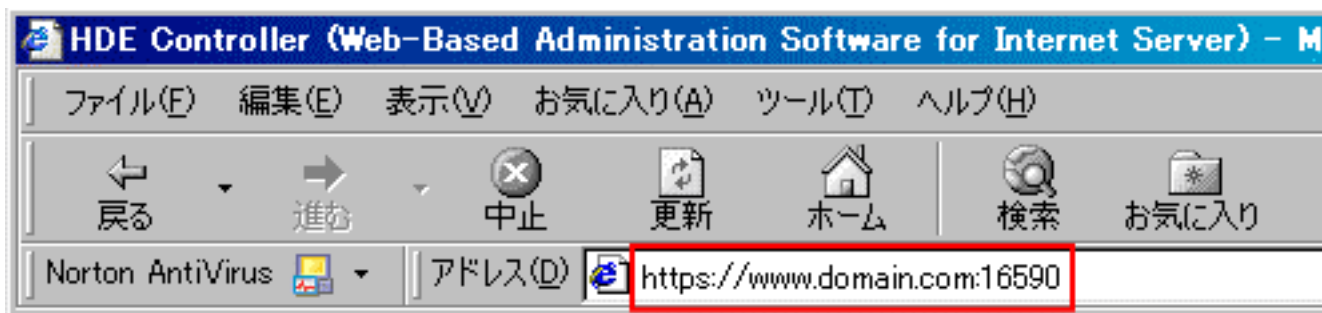 HDE Controller (Web-Based Administration Software for Internet Server) - M
ファイル(F) 編集(E) 表示(V) お気に入り(A) ツール(T) ヘルプ(H)
戻る 進む 中止 更新 ホーム 検索 お気に入り
Norton AntiVirus アドレス(D) https://www.domain.com:16590